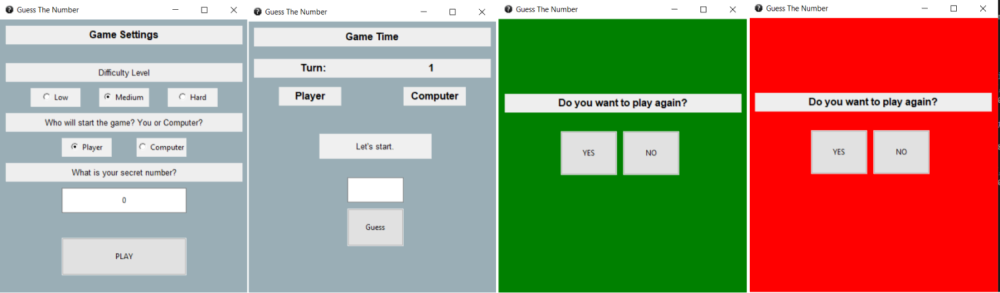 Guess The Number
Game Settings
Difficulty Level
Low Medium Hard
Who will start the game? You or Computer?
Player Computer
What is your secret number?
0
PLAY
Guess The Number
Game Time
Turn: 1
Player Computer
Let's start.
Guess
Guess The Number
Do you want to play again?
YES NO
Guess The Number
Do you want to play again?
YES NO